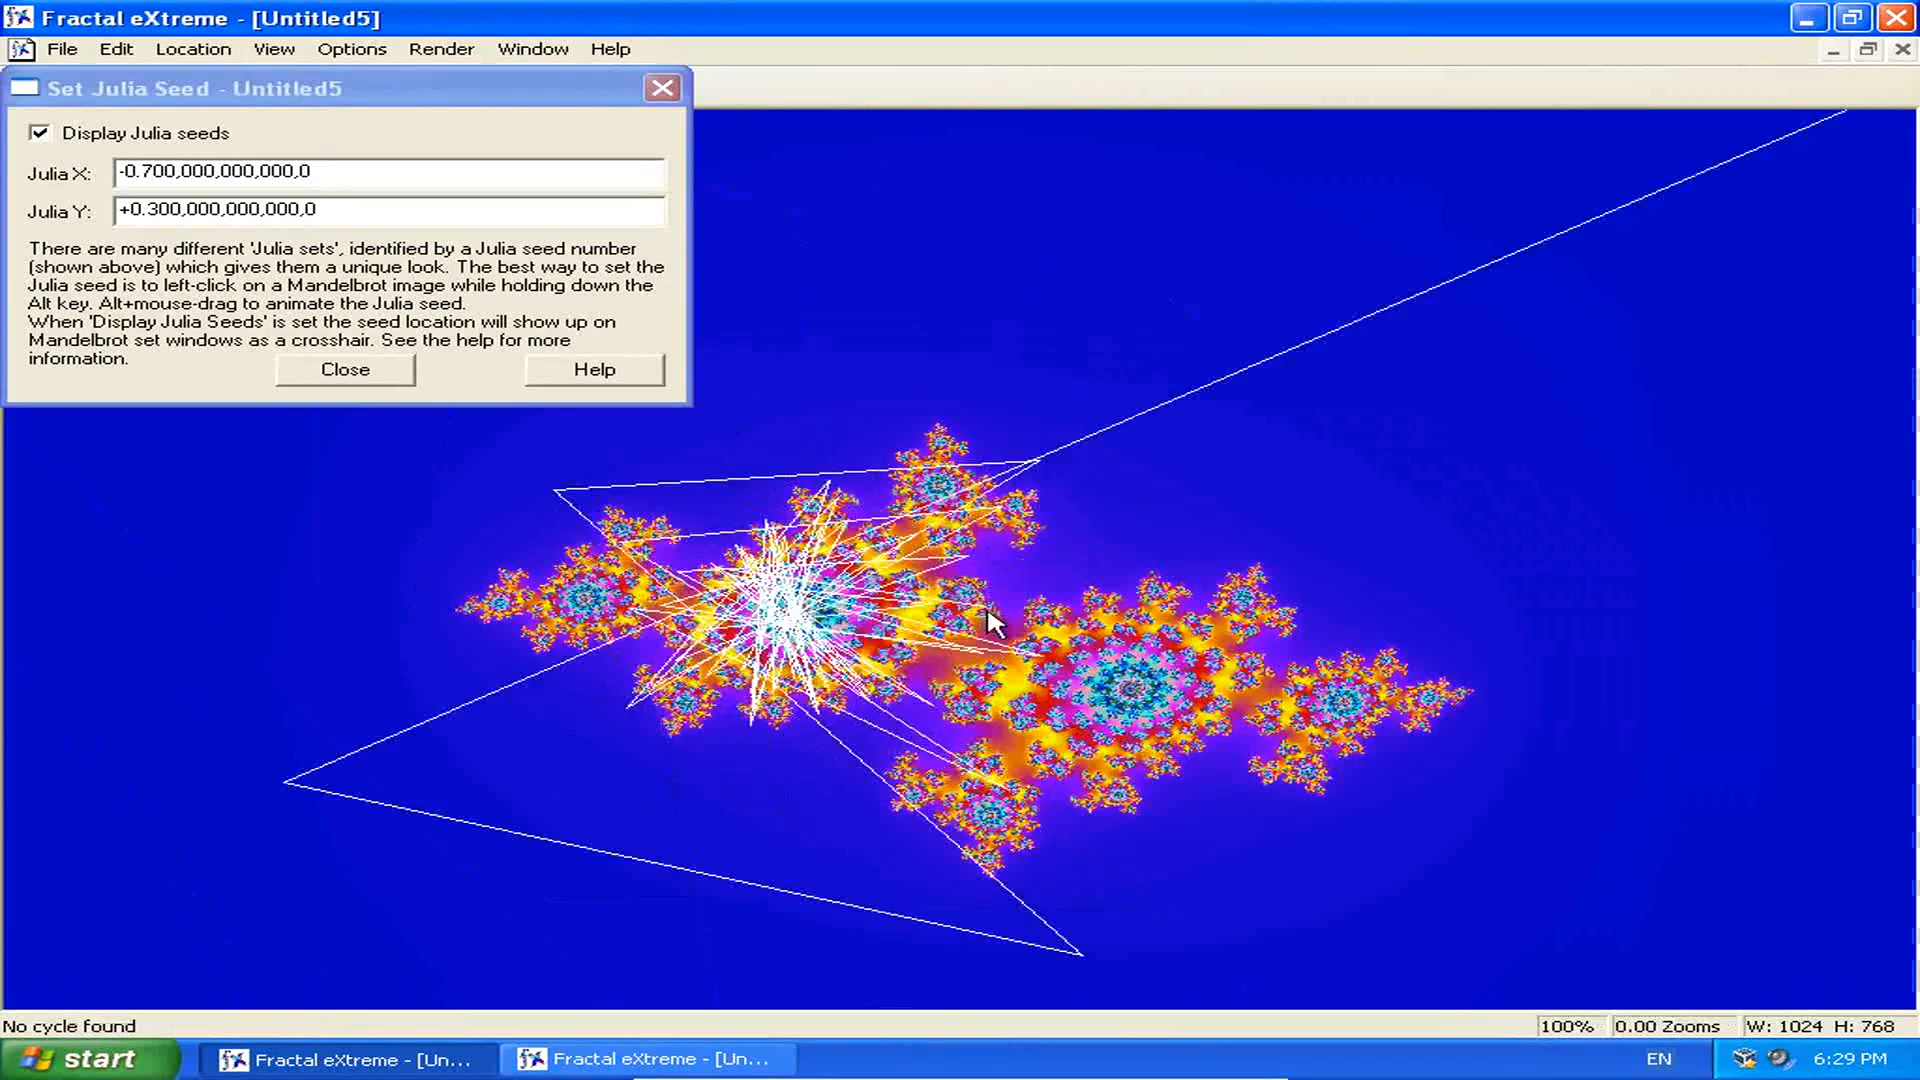 Fractal eXtreme - [Untitled5]
File Edit Location View Options Render Window Help
Set Julia Seed - Untitled5
Display Julia seeds
Julia X: -0.700,000,000,000,0
Julia Y: +0.300,000,000,000,0
There are many different 'Julia sets', identified by a Julia seed number
(shown above) which gives them a unique look. The best way to set the
Julia seed is to left-click on a Mandelbrot image while holding down the
Alt key. Alt+mouse-drag to animate the Julia seed.
When 'Display Julia Seeds' is set the seed location will show up on
Mandelbrot set windows as a crosshair. See the help for more
information.
Close Help
No cycle found 100% 0.00 Zooms W: 1024 H: 768
start Fractal eXtreme - [Un... Fractal eXtreme - [Un... EN 6:29 PM